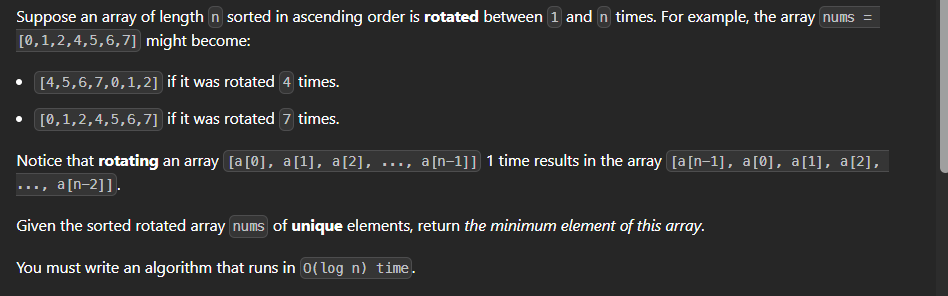 Suppose an array of length n sorted in ascending order is rotated between 1 and n times. For example, the array nums =
[0,1,2,4,5,6,7] might become:
• [4,5,6,7,0,1,2] if it was rotated 4 times.
• [0,1,2,4,5,6,7] if it was rotated 7 times.
Notice that rotating an array [a[0], a[1], a[2], ..., a[n-1]] 1 time results in the array [a[n-1], a[0], a[1], a[2],
..., a[n-2]].
Given the sorted rotated array nums of unique elements, return the minimum element of this array.
You must write an algorithm that runs in O(log n) time.